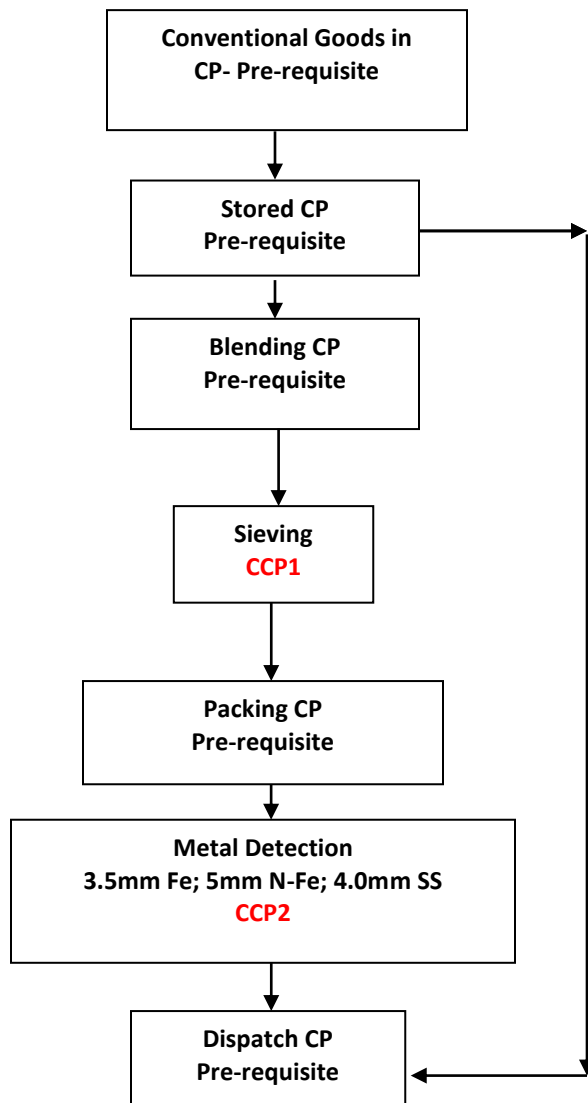 Conventional Goods in
CP- Pre-requisite
Stored CP
Pre-requisite
Blending CP
Pre-requisite
Sieving
CCP1
Packing CP
Pre-requisite
Metal Detection
3.5mm Fe; 5mm N-Fe; 4.0mm SS
CCP2
Dispatch CP
Pre-requisite